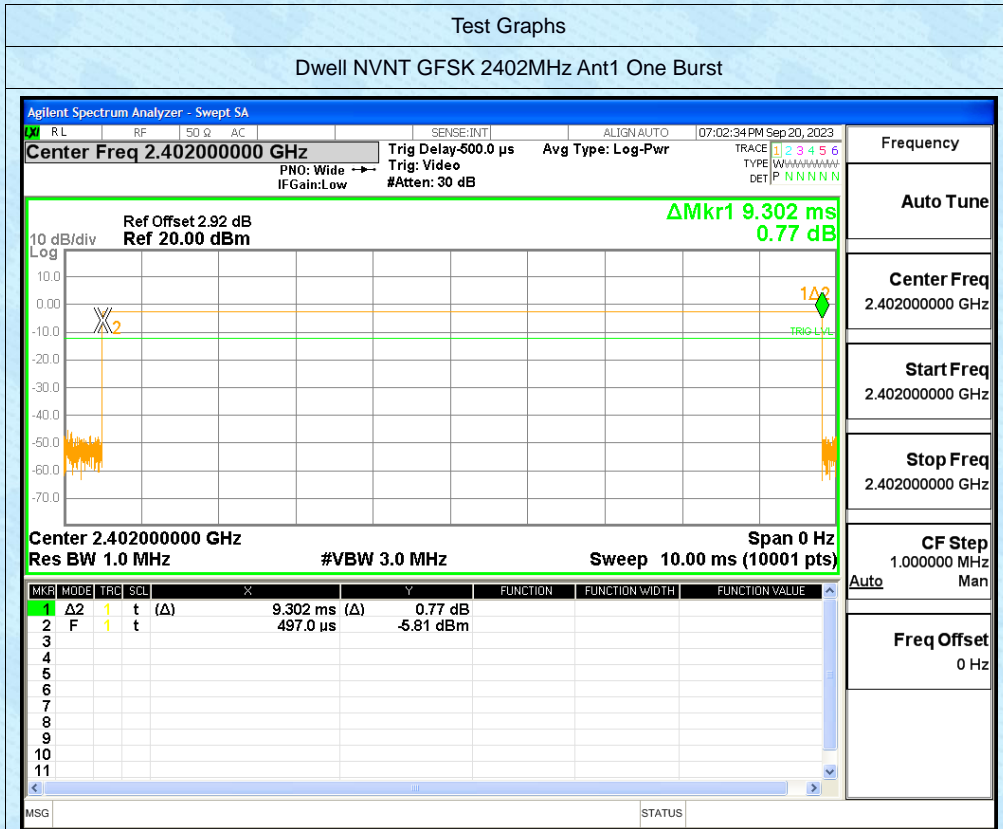 Test Graphs
Dwell NVNT GFSK 2402MHz Ant1 One Burst
Agilent Spectrum Analyzer - Swept SA
LXI RL RF 50 Ω AC SENSE:INT ALIGN AUTO 07:02:34 PM Sep 20, 2023
Center Freq 2.402000000 GHz
PNO: Wide
IFGain:Low
Trig Delay-500.0 µs
Trig: Video
#Atten: 30 dB
Avg Type: Log-Pwr
TRACE 1 2 3 4 5 6
TYPE WWWWWW
DET P N N N N N
Frequency
Auto Tune
Center Freq
2.402000000 GHz
Start Freq
2.402000000 GHz
Stop Freq
2.402000000 GHz
CF Step
1.000000 MHz
Auto Man
Freq Offset
0 Hz
ΔMkr1 9.302 ms
0.77 dB
Ref Offset 2.92 dB
10 dB/div Ref 20.00 dBm
Log
10.0
0.00
-10.0
-20.0
-30.0
-40.0
-50.0
-60.0
-70.0
2
1Δ2
TRIG LVL
Center 2.402000000 GHz Span 0 Hz
Res BW 1.0 MHz #VBW 3.0 MHz Sweep 10.00 ms (10001 pts)
MKR MODE TRC SCL X Y FUNCTION FUNCTION WIDTH FUNCTION VALUE
1 Δ2 1 t (Δ) 9.302 ms (Δ) 0.77 dB
2 F 1 t 497.0 µs -5.81 dBm
3
4
5
6
7
8
9
10
11
MSG STATUS